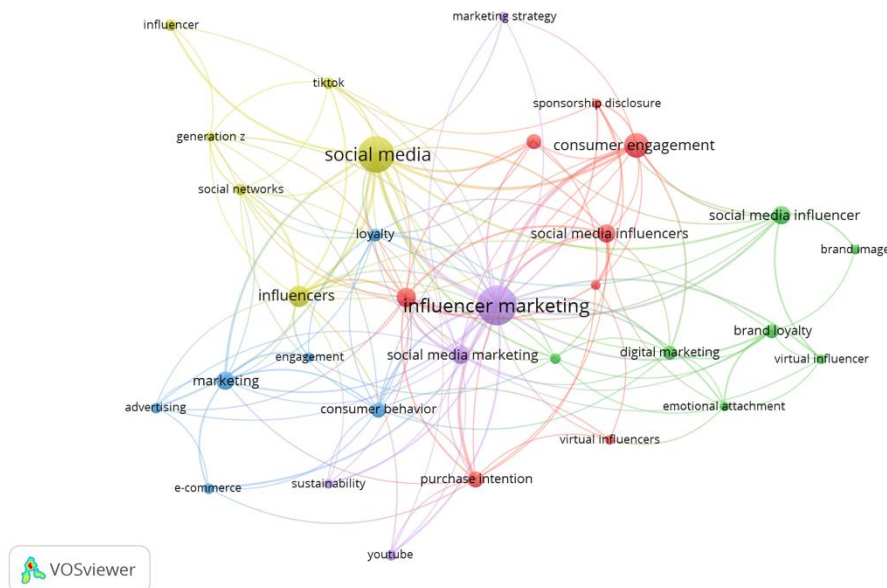 marketing strategy
influencer
tiktok
sponsorship disclosure
generation z
social media
consumer engagement
social networks
social media influencer
loyalty
social media influencers
brand image
influencers
influencer marketing
brand loyalty
engagement
social media marketing
digital marketing
virtual influencer
marketing
advertising
consumer behavior
emotional attachment
virtual influencers
e-commerce
sustainability
purchase intention
youtube
VOSviewer